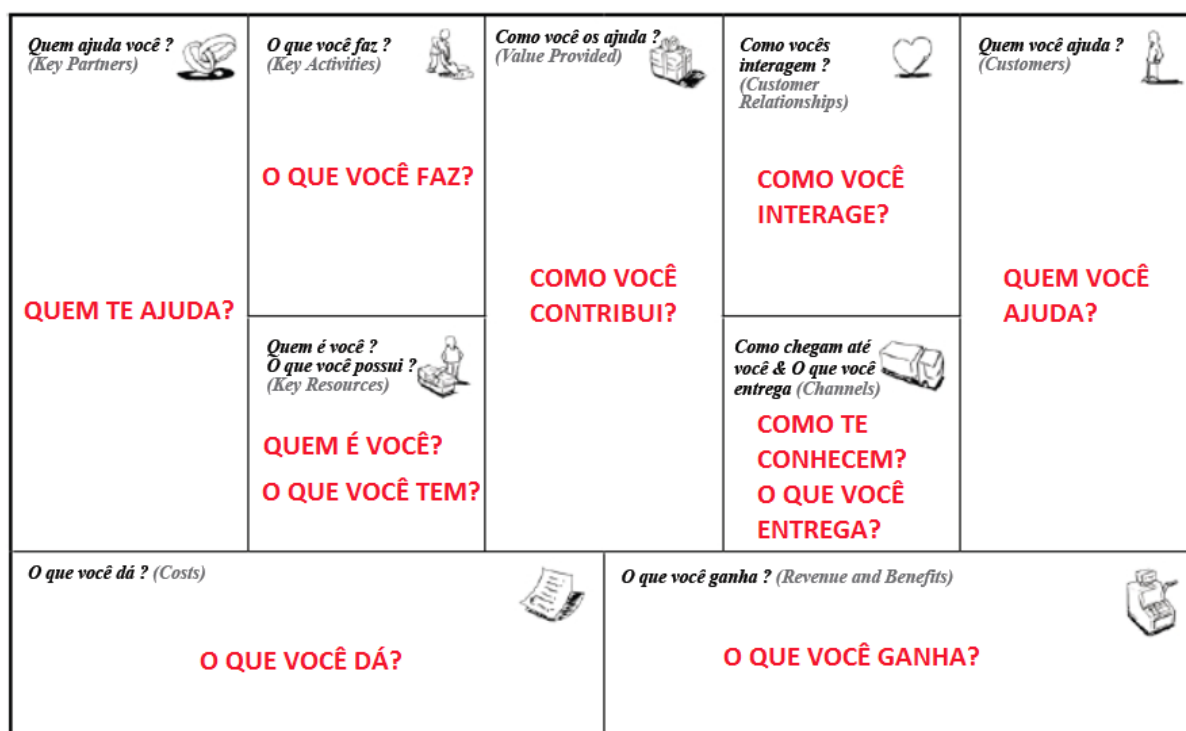 Quem ajuda você ?
(Key Partners)
QUEM TE AJUDA?
O que você faz ?
(Key Activities)
O QUE VOCÊ FAZ?
Quem é você ?
O que você possui ?
(Key Resources)
QUEM É VOCÊ?
O QUE VOCÊ TEM?
Como você os ajuda ?
(Value Provided)
COMO VOCÊ
CONTRIBUI?
Como vocês
interagem ?
(Customer
Relationships)
COMO VOCÊ
INTERAGE?
Como chegam até
você & O que você
entrega (Channels)
COMO TE
CONHECEM?
O QUE VOCÊ
ENTREGA?
Quem você ajuda ?
(Customers)
QUEM VOCÊ
AJUDA?
O que você dá ? (Costs)
O QUE VOCÊ DÁ?
O que você ganha ? (Revenue and Benefits)
O QUE VOCÊ GANHA?